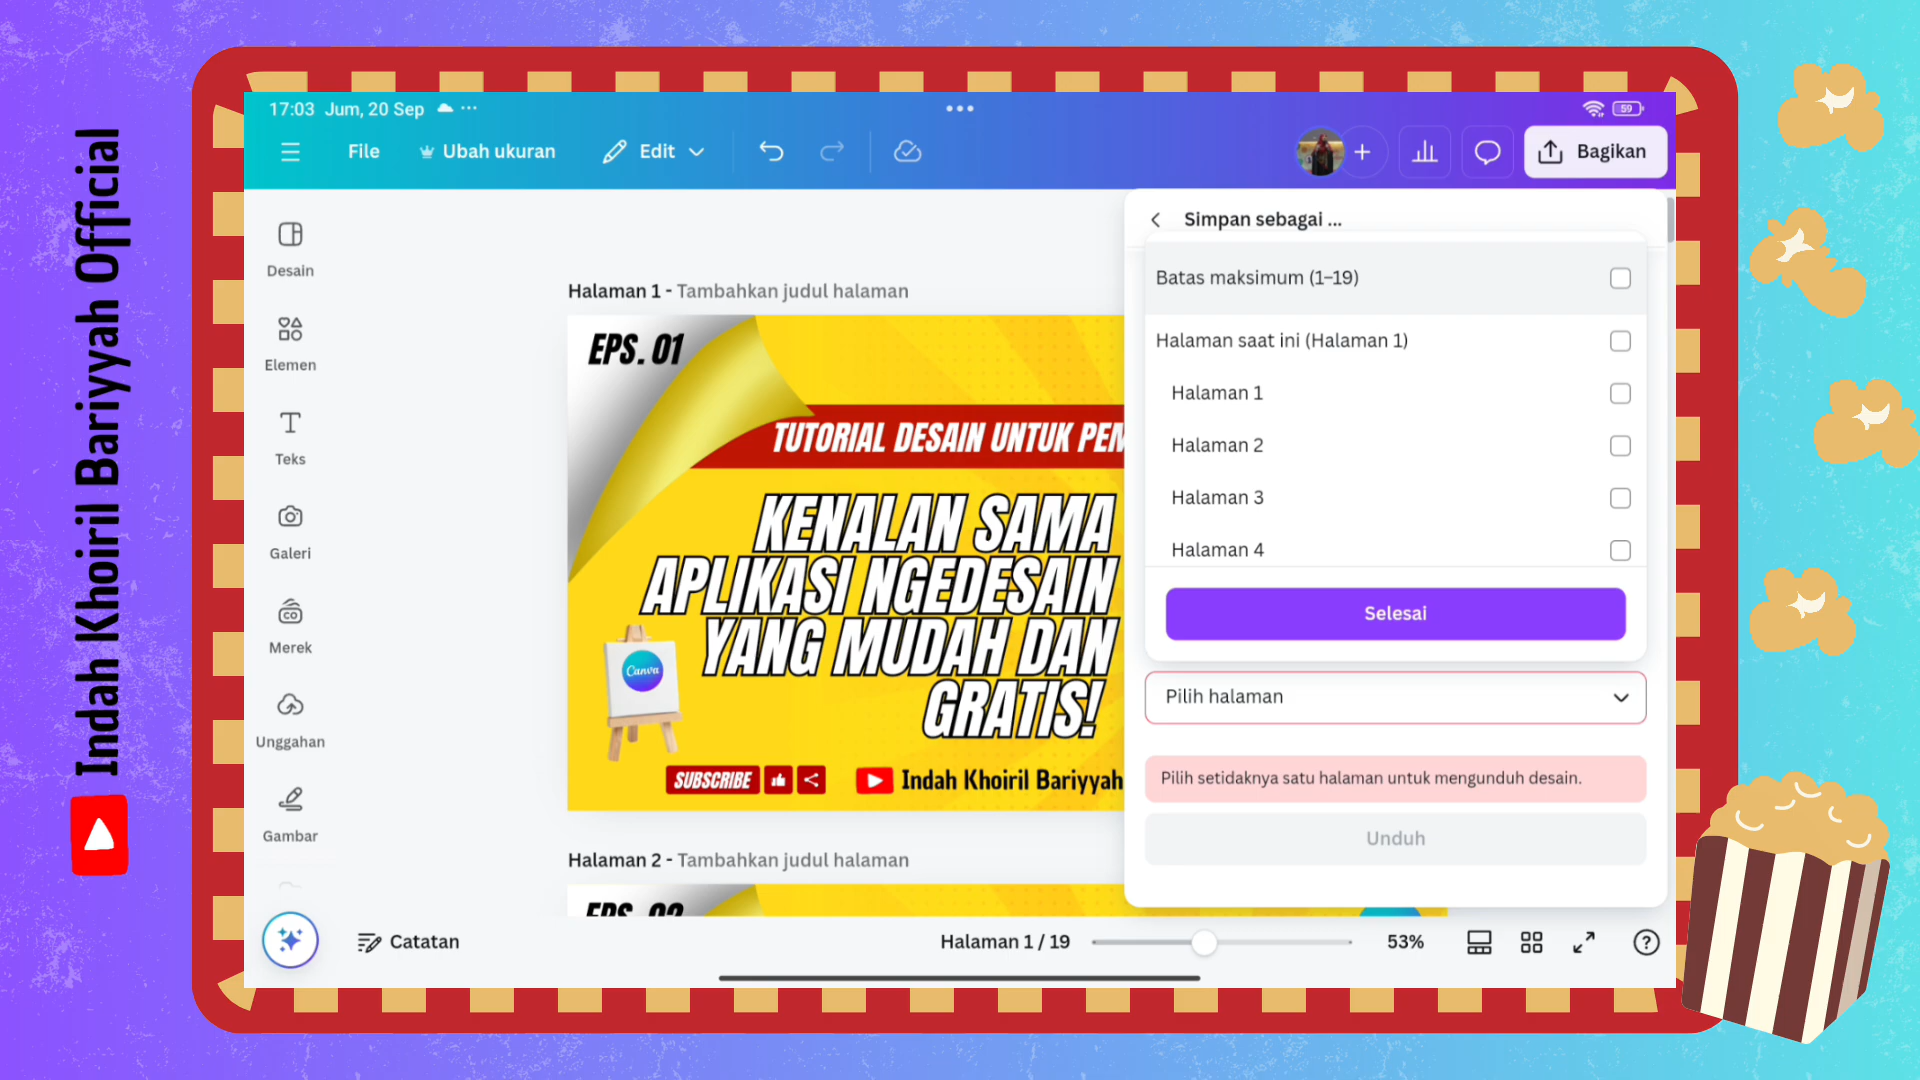 Indah Khoiril Bariyyah Official
17:03 Jum, 20 Sep
59
File
Ubah ukuran
Edit
Bagikan
Desain
Elemen
Teks
Galeri
CO
Merek
Unggahan
Gambar
Halaman 1 - Tambahkan judul halaman
EPS. 01
TUTORIAL DESAIN UNTUK PEM
KENALAN SAMA
APLIKASI NGEDESAIN
YANG MUDAH DAN
GRATIS!
Canva
SUBSCRIBE
Indah Khoiril Bariyyah
Halaman 2 - Tambahkan judul halaman
EPS. 02
Simpan sebagai ...
Batas maksimum (1–19)
Halaman saat ini (Halaman 1)
Halaman 1
Halaman 2
Halaman 3
Halaman 4
Selesai
Pilih halaman
Pilih setidaknya satu halaman untuk mengunduh desain.
Unduh
Catatan
Halaman 1 / 19
53%
?